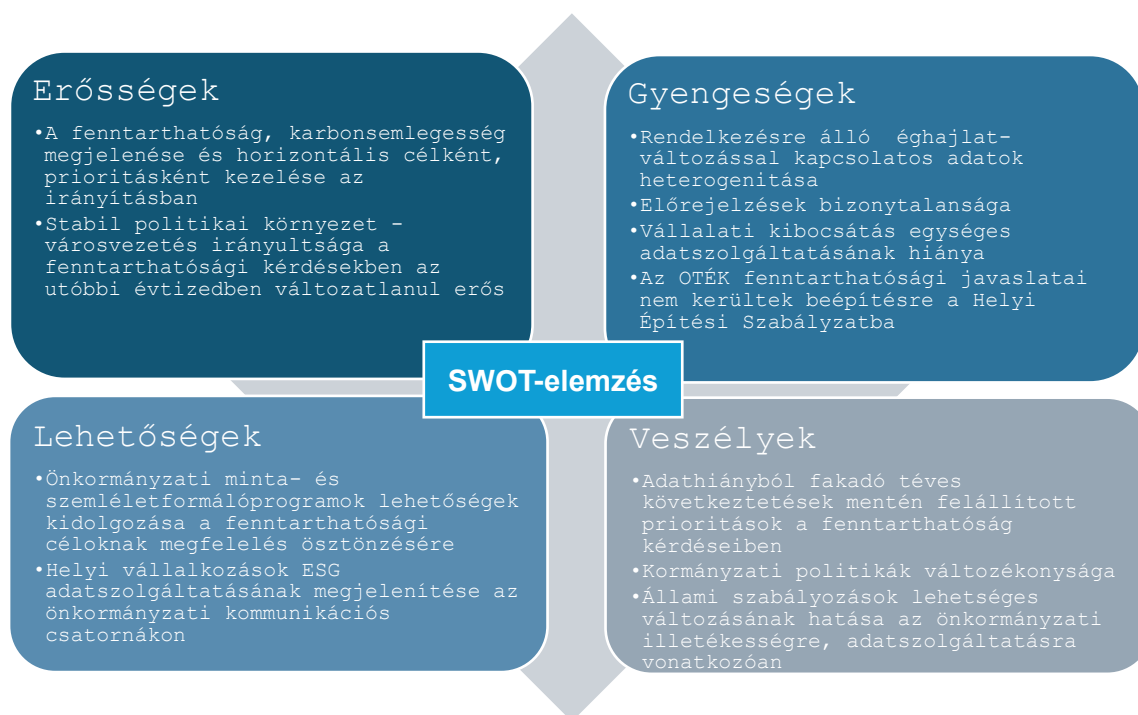 Erősségek
•A fenntarthatóság, karbonsemlegesség
megjelenése és horizontális célként,
prioritásként kezelése az
irányításban
•Stabil politikai környezet -
városvezetés irányultsága a
fenntarthatósági kérdésekben az
utóbbi évtizedben változatlanul erős
Gyengeségek
•Rendelkezésre álló  éghajlat-
változással kapcsolatos adatok
heterogenitása
•Előrejelzések bizonytalansága
•Vállalati kibocsátás egységes
adatszolgáltatásának hiánya
•Az OTÉK fenntarthatósági javaslatai
nem kerültek beépítésre a Helyi
Építési Szabályzatba
SWOT-elemzés
Lehetőségek
•Önkormányzati minta- és
szemléletformálóprogramok lehetőségek
kidolgozása a fenntarthatósági
céloknak megfelelés ösztönzésére
•Helyi vállalkozások ESG
adatszolgáltatásának megjelenítése az
önkormányzati kommunikációs
csatornákon
Veszélyek
•Adathiányból fakadó téves
következtetések mentén felállított
prioritások a fenntarthatóság
kérdéseiben
•Kormányzati politikák változékonysága
•Állami szabályozások lehetséges
változásának hatása az önkormányzati
illetékességre, adatszolgáltatásra
vonatkozóan